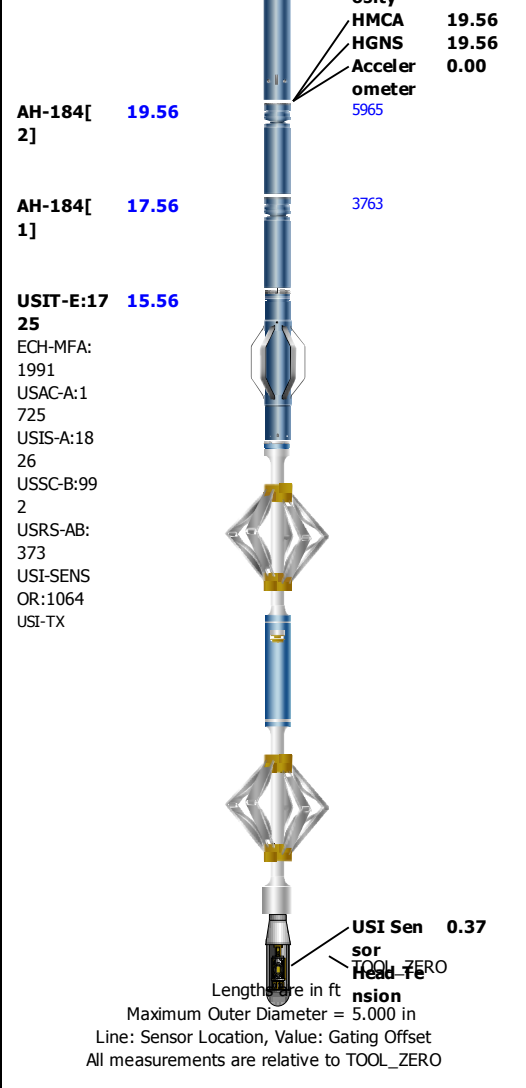 osity
HMCA 19.56
HGNS 19.56
Acceler 0.00
ometer
AH-184[ 19.56 5965
2]
AH-184[ 17.56 3763
1]
USIT-E:17 15.56
25
ECH-MFA:
1991
USAC-A:1
725
USIS-A:18
26
USSC-B:99
2
USRS-AB:
373
USI-SENS
OR:1064
USI-TX
USI Sen 0.37
sor
TOOL_ZERO
Head Te
nsion
Lengths are in ft
Maximum Outer Diameter = 5.000 in
Line: Sensor Location, Value: Gating Offset
All measurements are relative to TOOL_ZERO